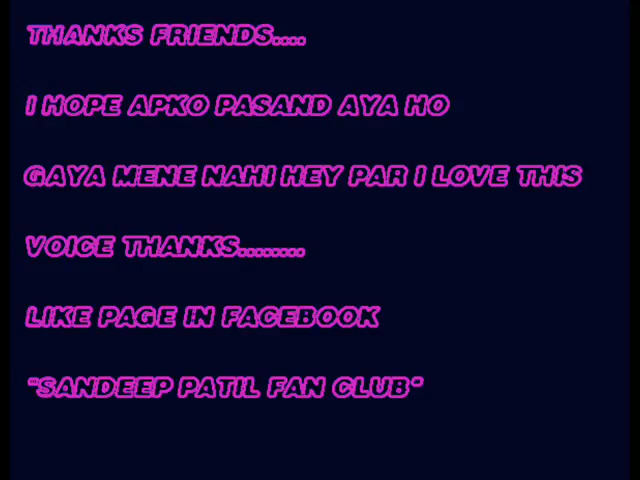 THANKS FRIENDS....
I HOPE APKO PASAND AYA HO
GAYA MENE NAHI HEY PAR I LOVE THIS
VOICE THANKS........
LIKE PAGE IN FACEBOOK
"SANDEEP PATIL FAN CLUB"